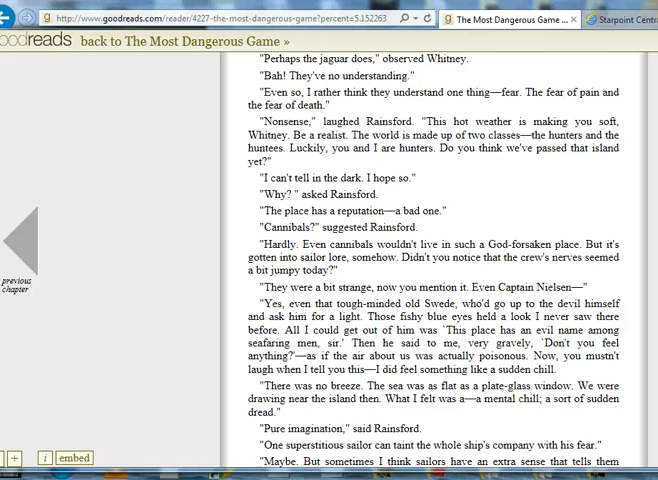 http://www.goodreads.com/reader/4227-the-most-dangerous-game?percent=5.152263
The Most Dangerous Game ...
Starpoint Centra
goodreads back to The Most Dangerous Game »
"Perhaps the jaguar does," observed Whitney.
"Bah! They've no understanding."
"Even so, I rather think they understand one thing—fear. The fear of pain and
the fear of death."
"Nonsense," laughed Rainsford. "This hot weather is making you soft,
Whitney. Be a realist. The world is made up of two classes—the hunters and the
huntees. Luckily, you and I are hunters. Do you think we've passed that island
yet?"
"I can't tell in the dark. I hope so."
"Why? " asked Rainsford.
"The place has a reputation—a bad one."
"Cannibals?" suggested Rainsford.
"Hardly. Even cannibals wouldn't live in such a God-forsaken place. But it's
gotten into sailor lore, somehow. Didn't you notice that the crew's nerves seemed
a bit jumpy today?"
"They were a bit strange, now you mention it. Even Captain Nielsen—"
"Yes, even that tough-minded old Swede, who'd go up to the devil himself
and ask him for a light. Those fishy blue eyes held a look I never saw there
before. All I could get out of him was `This place has an evil name among
seafaring men, sir.' Then he said to me, very gravely, `Don't you feel
anything?'—as if the air about us was actually poisonous. Now, you mustn't
laugh when I tell you this—I did feel something like a sudden chill.
"There was no breeze. The sea was as flat as a plate-glass window. We were
drawing near the island then. What I felt was a—a mental chill; a sort of sudden
dread."
"Pure imagination," said Rainsford.
"One superstitious sailor can taint the whole ship's company with his fear."
"Maybe. But sometimes I think sailors have an extra sense that tells them
previous
chapter
+ i embed